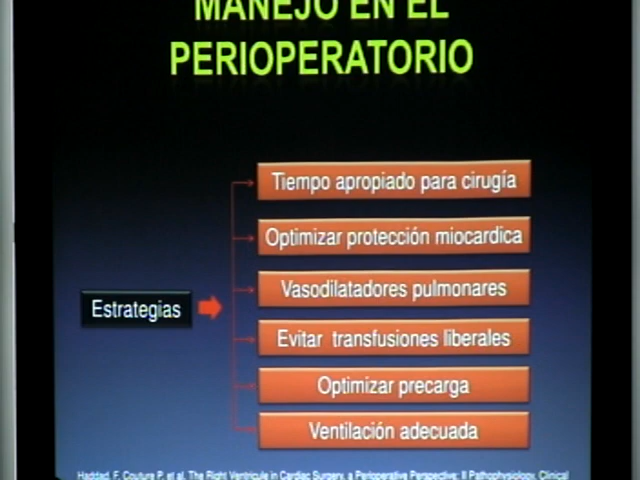 MANEJO EN EL
PERIOPERATORIO
Tiempo apropiado para cirugía
Optimizar protección miocardica
Vasodilatadores pulmonares
Estrategias
Evitar transfusiones liberales
Optimizar precarga
Ventilación adecuada
Haddad, F, Couture P, et al. The Right Ventricule in Cardiac Surgery, a Perioperative Perspective: II Pathophysiology, Clinical